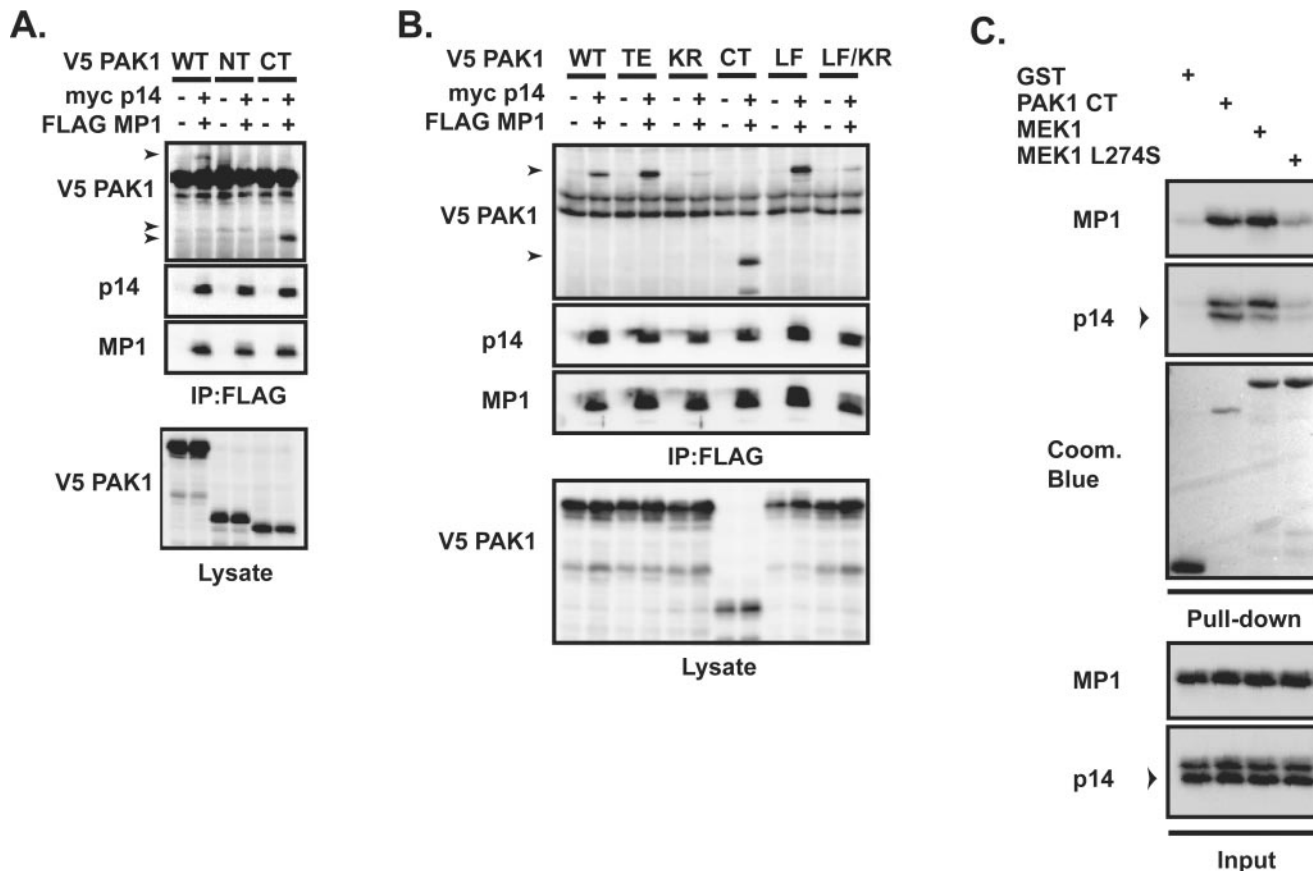 A.
V5 PAK1 WT NT CT
myc p14 - + - + - +
FLAG MP1 - + - + - +
V5 PAK1
p14
MP1
IP:FLAG
V5 PAK1
Lysate
B.
V5 PAK1 WT TE KR CT LF LF/KR
myc p14 - + - + - + - + - + - +
FLAG MP1 - + - + - + - + - + - +
V5 PAK1
p14
MP1
IP:FLAG
V5 PAK1
Lysate
C.
GST +
PAK1 CT +
MEK1 +
MEK1 L274S +
MP1
p14
Coom.
Blue
Pull-down
MP1
p14
Input